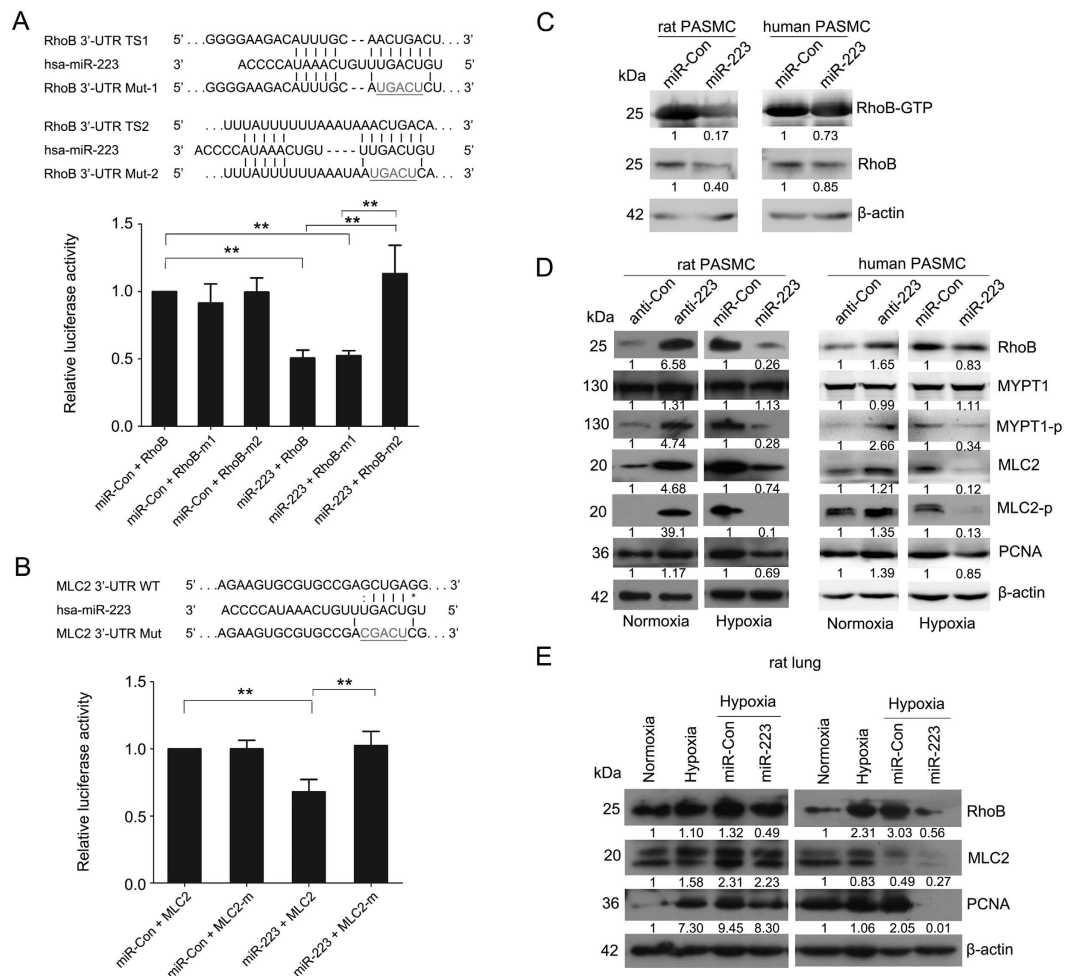 A
RhoB 3'-UTR TS1 5' ...GGGGAAGACAUUUGC--AACUGACU... 3'
hsa-miR-223 3' ACCCCAUAAACUGUUUGACUGU 5'
RhoB 3'-UTR Mut-1 5' ...GGGGAAGACAUUUGC--AUGACUCU... 3'
RhoB 3'-UTR TS2 5' ...UUUAUUUUUUAAAUAAACUGACA... 3'
hsa-miR-223 3' ACCCCAUAAACUGU----UUGACUGU 5'
RhoB 3'-UTR Mut-2 5' ...UUUAUUUUUUAAAUAAUGACUCA... 3'
Relative luciferase activity
1.5
1.0
0.5
0.0
**
**
**
**
miR-Con + RhoB
miR-Con + RhoB-m1
miR-Con + RhoB-m2
miR-223 + RhoB
miR-223 + RhoB-m1
miR-223 + RhoB-m2
B
MLC2 3'-UTR WT 5' ...AGAAGUGCGUGCCGAGCUGAGG... 3'
: *
hsa-miR-223 3' ACCCCAUAAACUGUUUGACUGU 5'
MLC2 3'-UTR Mut 5' ...AGAAGUGCGUGCCGACGACUCG... 3'
Relative luciferase activity
1.5
1.0
0.5
0.0
**
**
miR-Con + MLC2
miR-Con + MLC2-m
miR-223 + MLC2
miR-223 + MLC2-m
C
rat PASMC human PASMC
miR-Con miR-223 miR-Con miR-223
kDa
25 RhoB-GTP
1 0.17 1 0.73
25 RhoB
1 0.40 1 0.85
42 β-actin
D
rat PASMC human PASMC
anti-Con anti-223 miR-Con miR-223 anti-Con anti-223 miR-Con miR-223
kDa
25 RhoB
1 6.58 1 0.26 1 1.65 1 0.83
130 MYPT1
1 1.31 1 1.13 1 0.99 1 1.11
130 MYPT1-p
1 4.74 1 0.28 1 2.66 1 0.34
20 MLC2
1 4.68 1 0.74 1 1.21 1 0.12
20 MLC2-p
1 39.1 1 0.1 1 1.35 1 0.13
36 PCNA
1 1.17 1 0.69 1 1.39 1 0.85
42 β-actin
Normoxia Hypoxia Normoxia Hypoxia
E
rat lung
Hypoxia Hypoxia
Normoxia Hypoxia miR-Con miR-223 Normoxia Hypoxia miR-Con miR-223
kDa
25 RhoB
1 1.10 1.32 0.49 1 2.31 3.03 0.56
20 MLC2
1 1.58 2.31 2.23 1 0.83 0.49 0.27
36 PCNA
1 7.30 9.45 8.30 1 1.06 2.05 0.01
42 β-actin